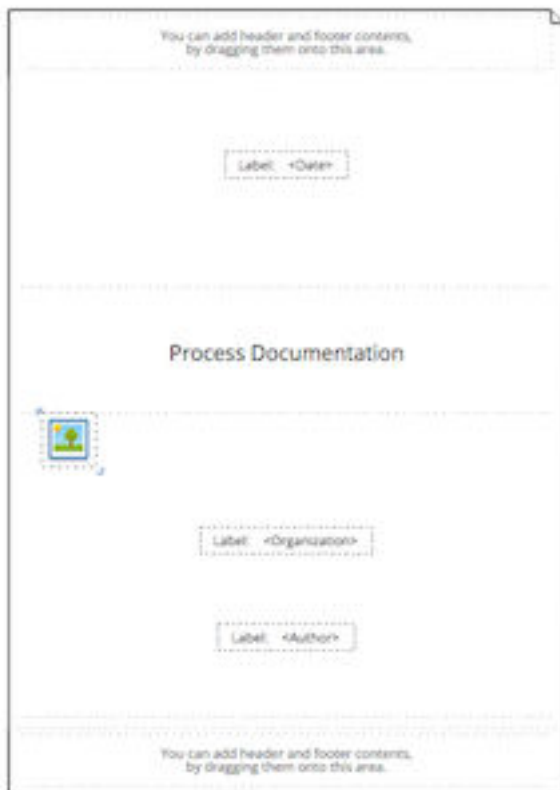 You can add header and footer contents,
by dragging them onto this area.
Label: <Date>
Process Documentation
Label: <Organization>
Label: <Author>
You can add header and footer contents,
by dragging them onto this area.